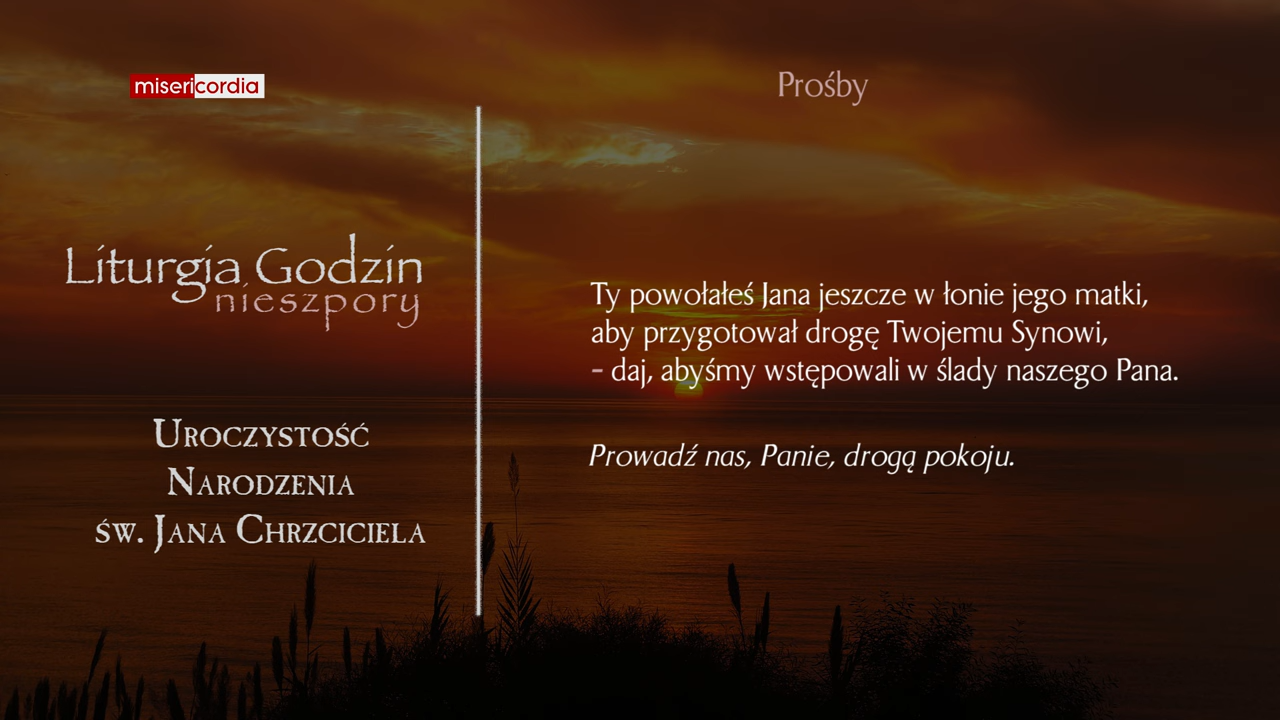 misericordia
Liturgia Godzin
nieszpory
Uroczystość
Narodzenia
św. Jana Chrzciciela
Prośby
Ty powołałeś Jana jeszcze w łonie jego matki,
aby przygotował drogę Twojemu Synowi,
- daj, abyśmy wstępowali w ślady naszego Pana.
Prowadź nas, Panie, drogą pokoju.